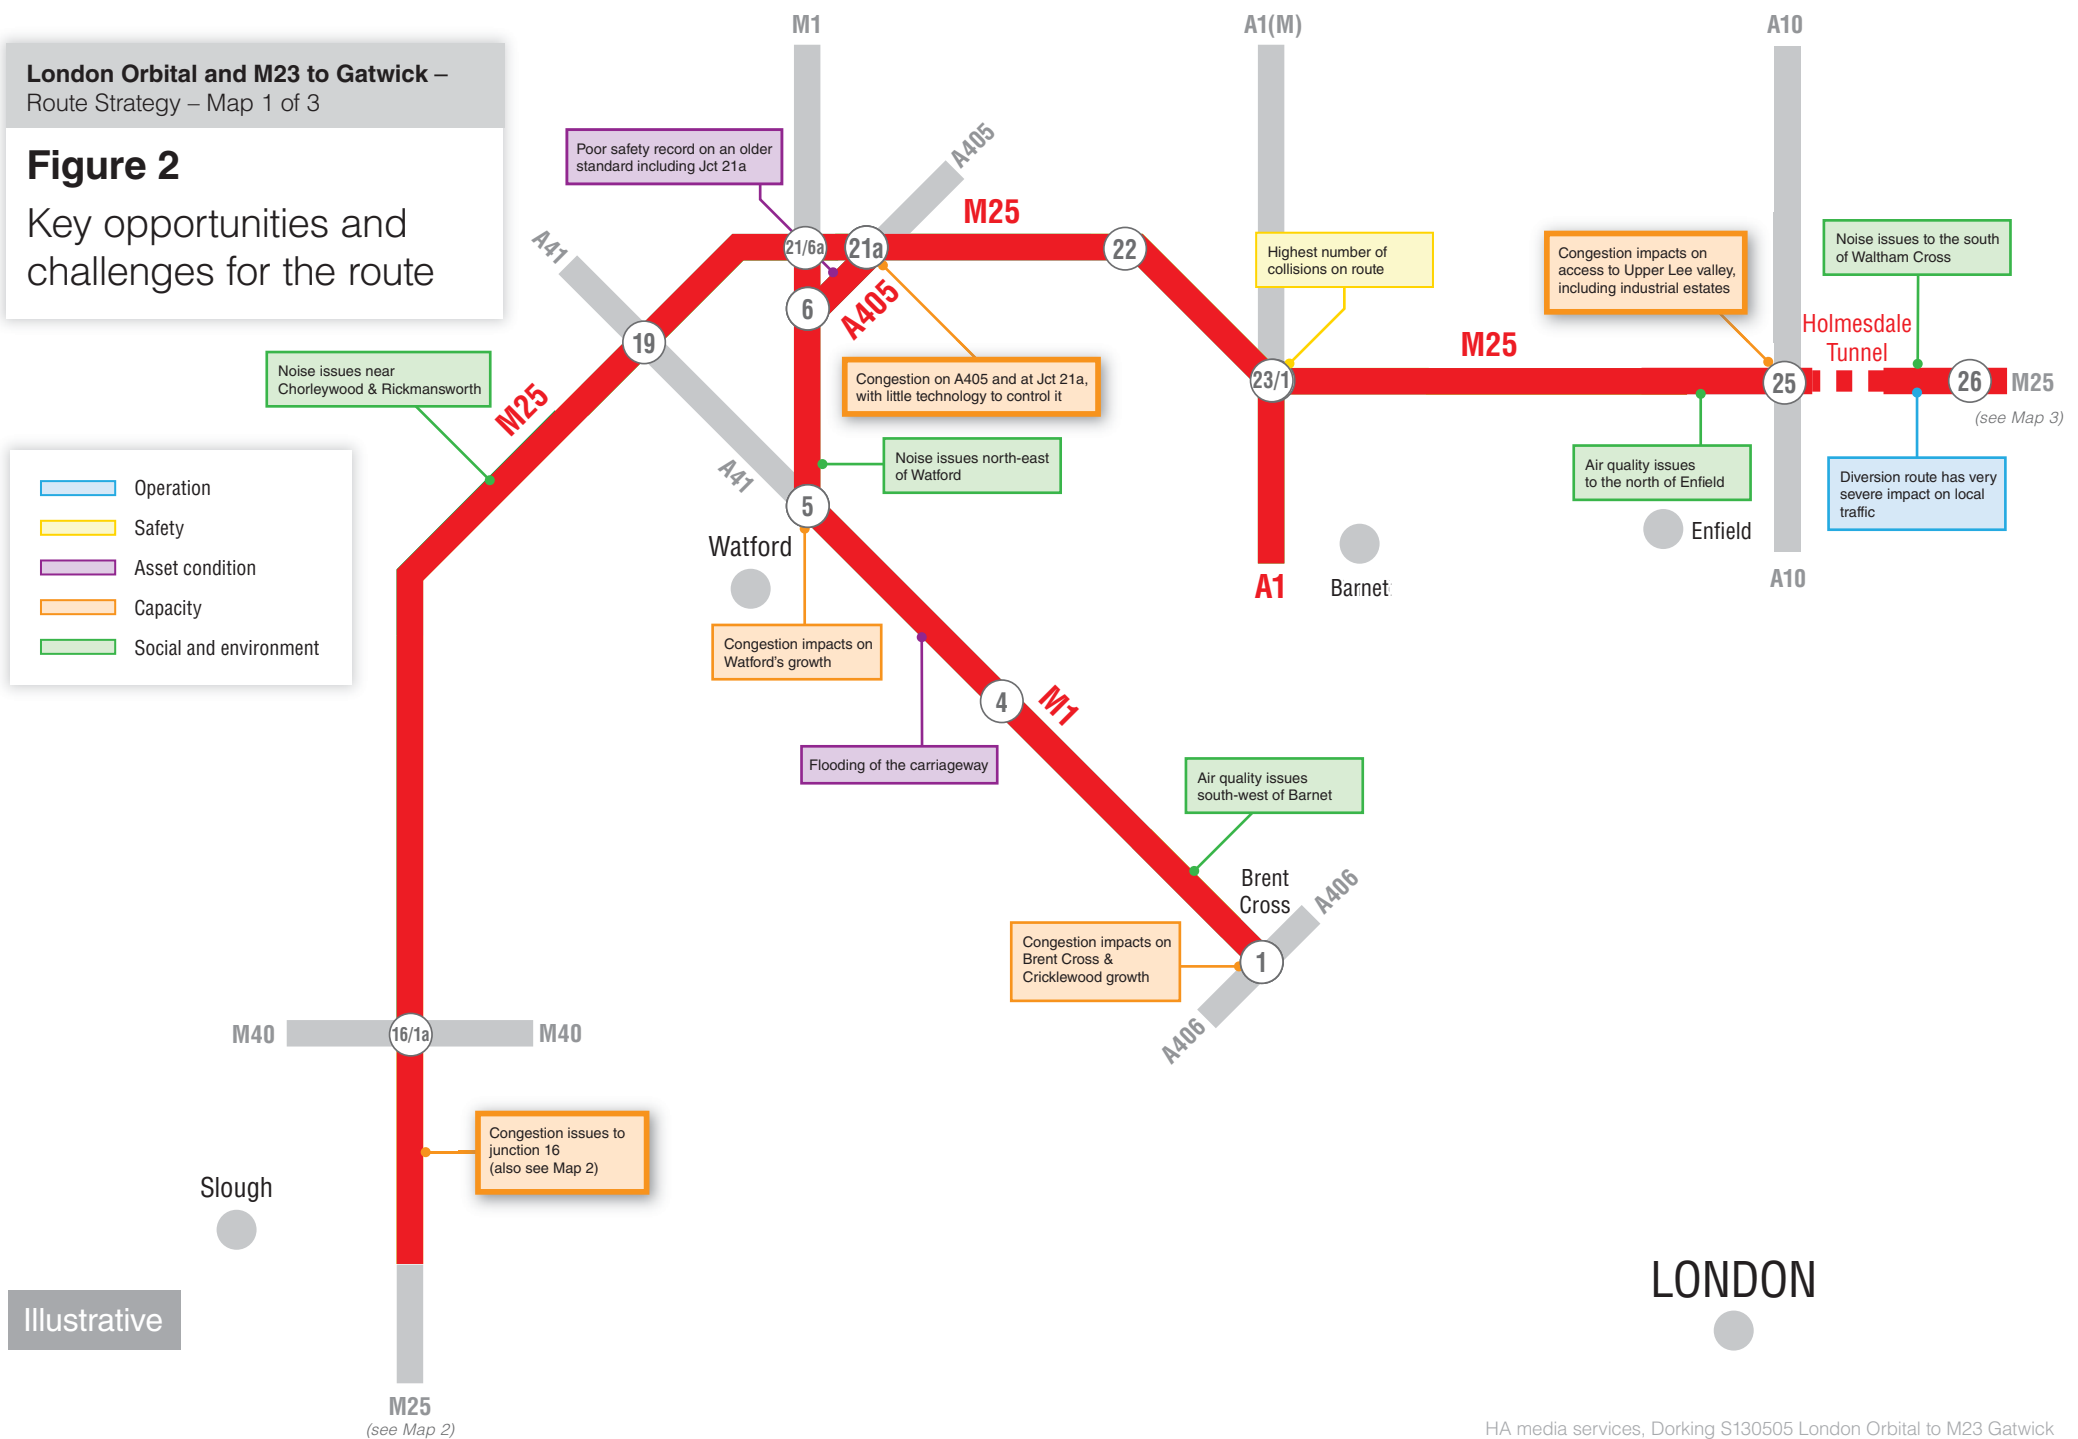 London Orbital and M23 to Gatwick –
Route Strategy – Map 1 of 3
Figure 2
Key opportunities and
challenges for the route
M1
A1(M)
A10
A405
Poor safety record on an older
standard including Jct 21a
M25
A41
21/6a
21a
22
Highest number of
collisions on route
Congestion impacts on
access to Upper Lee valley,
including industrial estates
Noise issues to the south
of Waltham Cross
6
A405
19
Holmesdale
Tunnel
M25
Noise issues near
Chorleywood & Rickmansworth
M25
Congestion on A405 and at Jct 21a,
with little technology to control it
23/1
25
26
M25
(see Map 3)
A41
Noise issues north-east
of Watford
Air quality issues
to the north of Enfield
Diversion route has very
severe impact on local
traffic
Operation
Safety
Asset condition
Capacity
Social and environment
5
Watford
Enfield
A1
Barnet
A10
Congestion impacts on
Watford's growth
4
M1
Flooding of the carriageway
Air quality issues
south-west of Barnet
Brent
Cross
A406
Congestion impacts on
Brent Cross &
Cricklewood growth
1
A406
M40
16/1a
M40
Congestion issues to
junction 16
(also see Map 2)
Slough
LONDON
Illustrative
M25
(see Map 2)
HA media services, Dorking S130505 London Orbital to M23 Gatwick